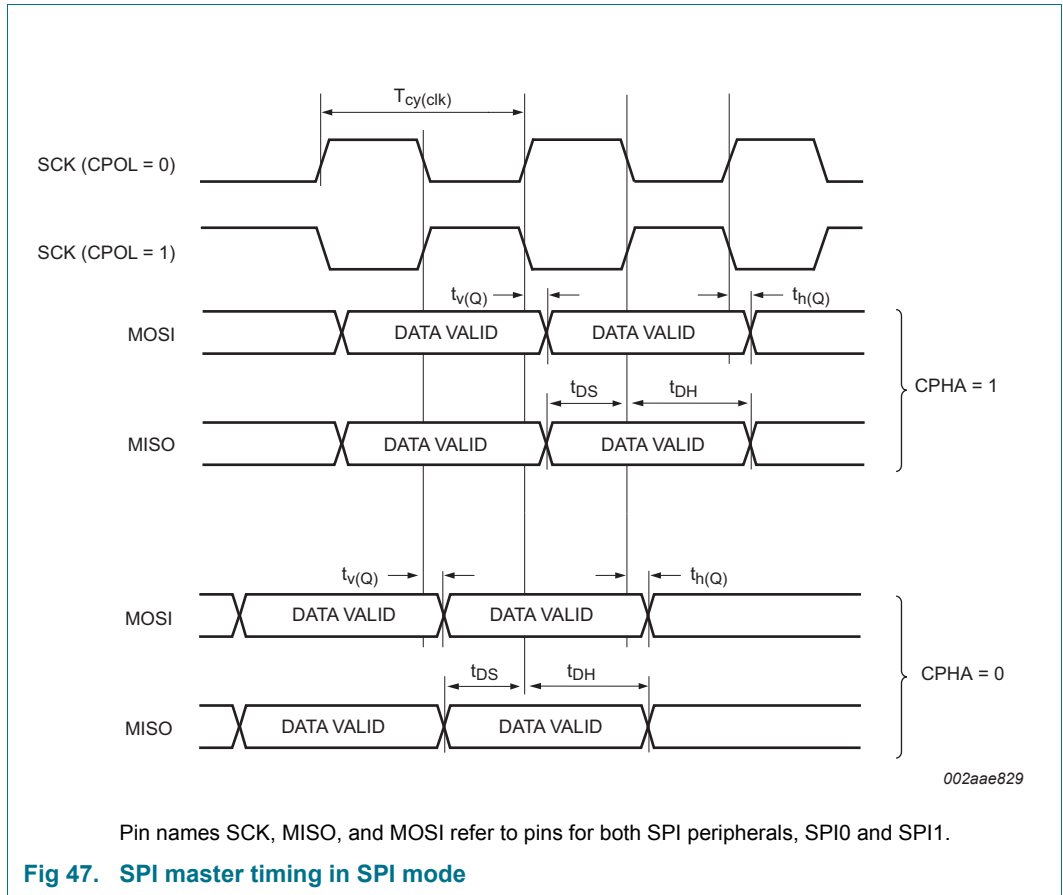 Tcy(clk)
SCK (CPOL = 0)
SCK (CPOL = 1)
tv(Q)
th(Q)
MOSI
DATA VALID
DATA VALID
tDS
tDH
CPHA = 1
MISO
DATA VALID
DATA VALID
tv(Q)
th(Q)
MOSI
DATA VALID
DATA VALID
tDS
tDH
CPHA = 0
MISO
DATA VALID
DATA VALID
002aae829
Pin names SCK, MISO, and MOSI refer to pins for both SPI peripherals, SPI0 and SPI1.
Fig 47. SPI master timing in SPI mode